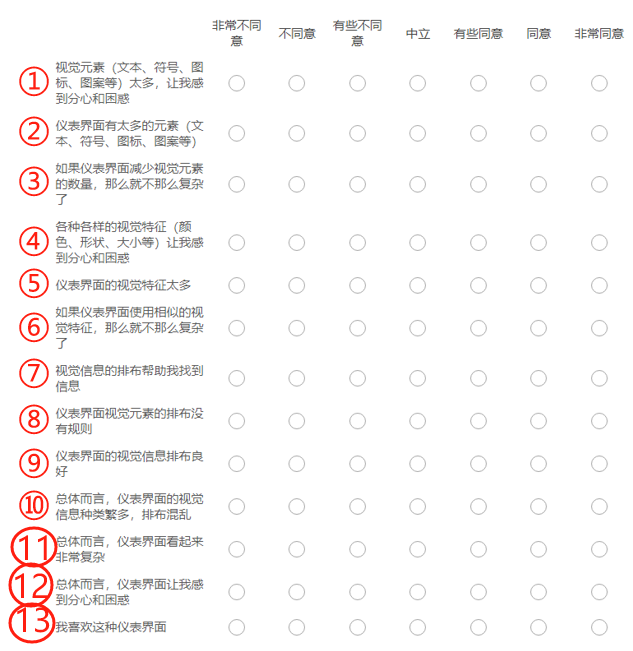 非常不同意 不同意 有些不同意 中立 有些同意 同意 非常同意
① 视觉元素（文本、符号、图
标、图案等）太多，让我感
到分心和困惑
② 仪表界面有太多的元素（文
本、符号、图标、图案等）
③ 如果仪表界面减少视觉元素
的数量，那么就不那么复杂
了
④ 各种各样的视觉特征（颜
色、形状、大小等）让我感
到分心和困惑
⑤ 仪表界面的视觉特征太多
⑥ 如果仪表界面使用相似的视
觉特征，那么就不那么复杂
了
⑦ 视觉信息的排布帮助我找到
信息
⑧ 仪表界面视觉元素的排布没
有规则
⑨ 仪表界面的视觉信息排布良
好
⑩ 总体而言，仪表界面的视觉
信息种类繁多，排布混乱
11 总体而言，仪表界面看起来
非常复杂
12 总体而言，仪表界面让我感
到分心和困惑
13 我喜欢这种仪表界面